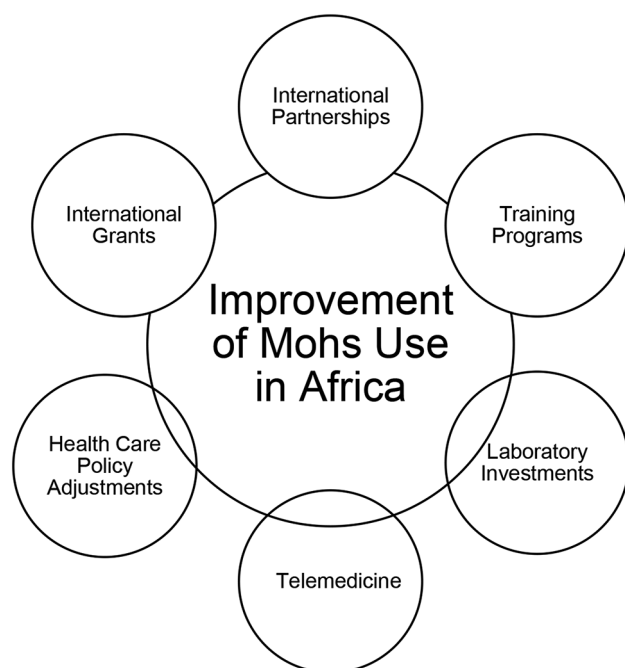 International
Partnerships
International
Grants
Training
Programs
Improvement
of Mohs Use
in Africa
Health Care
Policy
Adjustments
Laboratory
Investments
Telemedicine